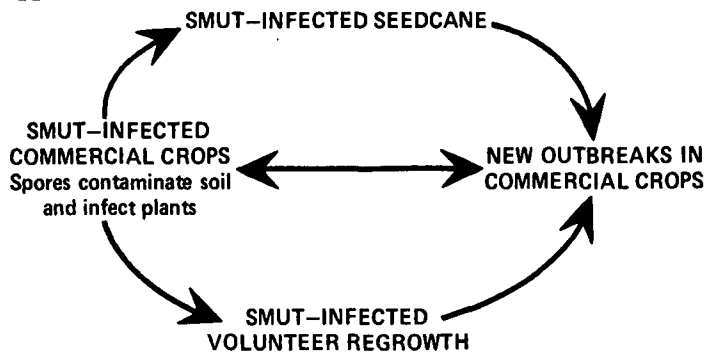 SMUT–INFECTED SEEDCANE
SMUT–INFECTED
COMMERCIAL CROPS
Spores contaminate soil
and infect plants
NEW OUTBREAKS IN
COMMERCIAL CROPS
SMUT–INFECTED
VOLUNTEER REGROWTH